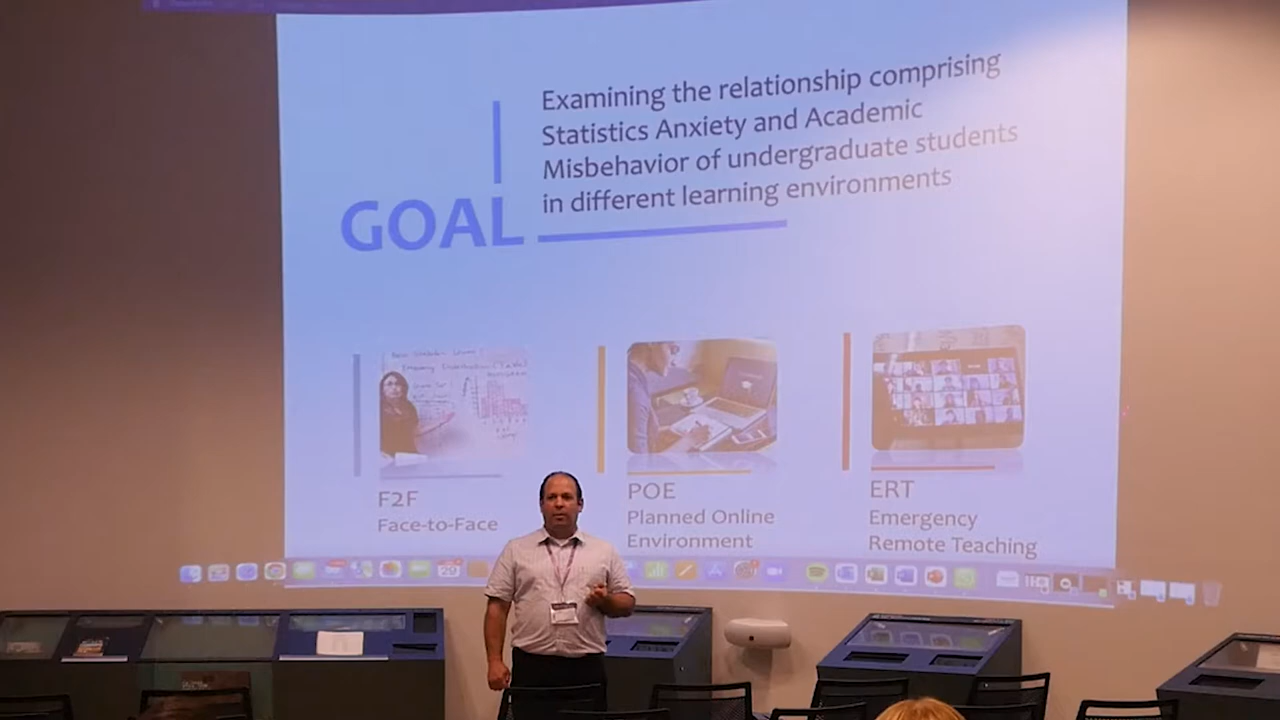 Examining the relationship comprising
Statistics Anxiety and Academic
Misbehavior of undergraduate students
in different learning environments
GOAL
F2F
Face-to-Face
POE
Planned Online
Environment
ERT
Emergency
Remote Teaching
29